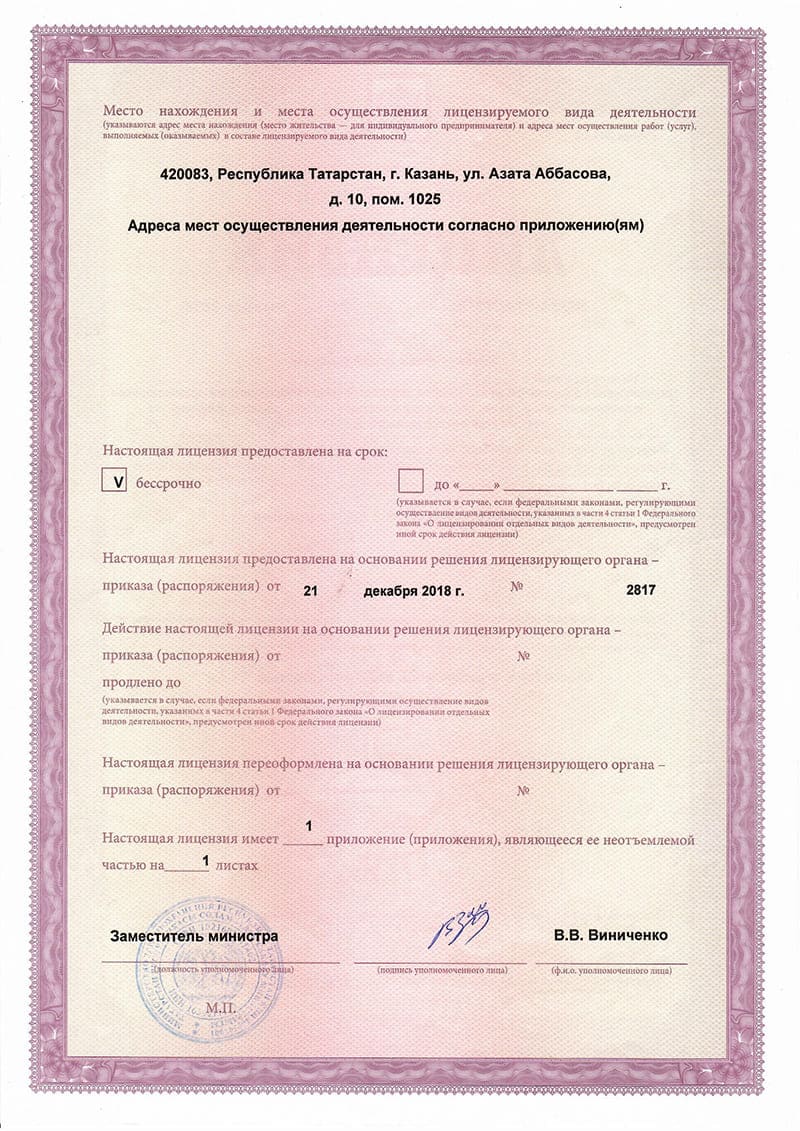 Место нахождения и места осуществления лицензируемого вида деятельности
(указываются адрес места нахождения (место жительства — для индивидуального предпринимателя) и адреса мест осуществления работ (услуг),
выполняемых (оказываемых) в составе лицензируемого вида деятельности)
420083, Республика Татарстан, г. Казань, ул. Азата Аббасова,
д. 10, пом. 1025
Адреса мест осуществления деятельности согласно приложению(ям)
Настоящая лицензия предоставлена на срок:
V бессрочно до «_____» _______________ ______ г.
(указывается в случае, если федеральными законами, регулирующими
осуществление видов деятельности, указанных в части 4 статьи 1 Федерального
закона «О лицензировании отдельных видов деятельности», предусмотрен
иной срок действия лицензии)
Настоящая лицензия предоставлена на основании решения лицензирующего органа –
приказа (распоряжения) от 21 декабря 2018 г. № 2817
Действие настоящей лицензии на основании решения лицензирующего органа –
приказа (распоряжения) от №
продлено до
(указывается в случае, если федеральными законами, регулирующими осуществление видов
деятельности, указанных в части 4 статьи 1 Федерального закона «О лицензировании отдельных
видов деятельности», предусмотрен иной срок действия лицензии)
Настоящая лицензия переоформлена на основании решения лицензирующего органа –
приказа (распоряжения) от №
Настоящая лицензия имеет 1 приложение (приложения), являющееся ее неотъемлемой
частью на 1 листах
Заместитель министра В.В. Виниченко
(должность уполномоченного лица) (подпись уполномоченного лица) (ф.и.о. уполномоченного лица)
М.П.